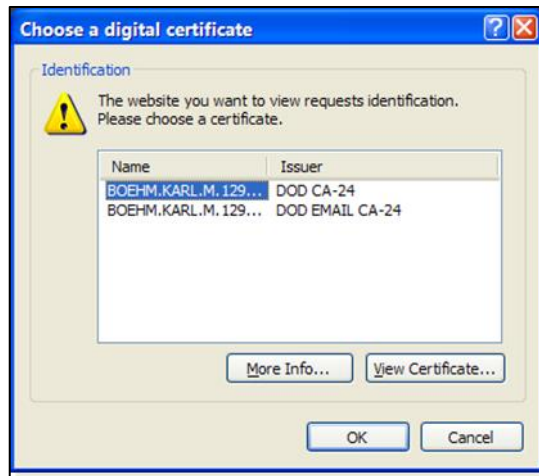 Choose a digital certificate
Identification
The website you want to view requests identification.
Please choose a certificate.
Name Issuer
BOEHM.KARL.M.129... DOD CA-24
BOEHM.KARL.M.129... DOD EMAIL CA-24
More Info... View Certificate...
OK Cancel